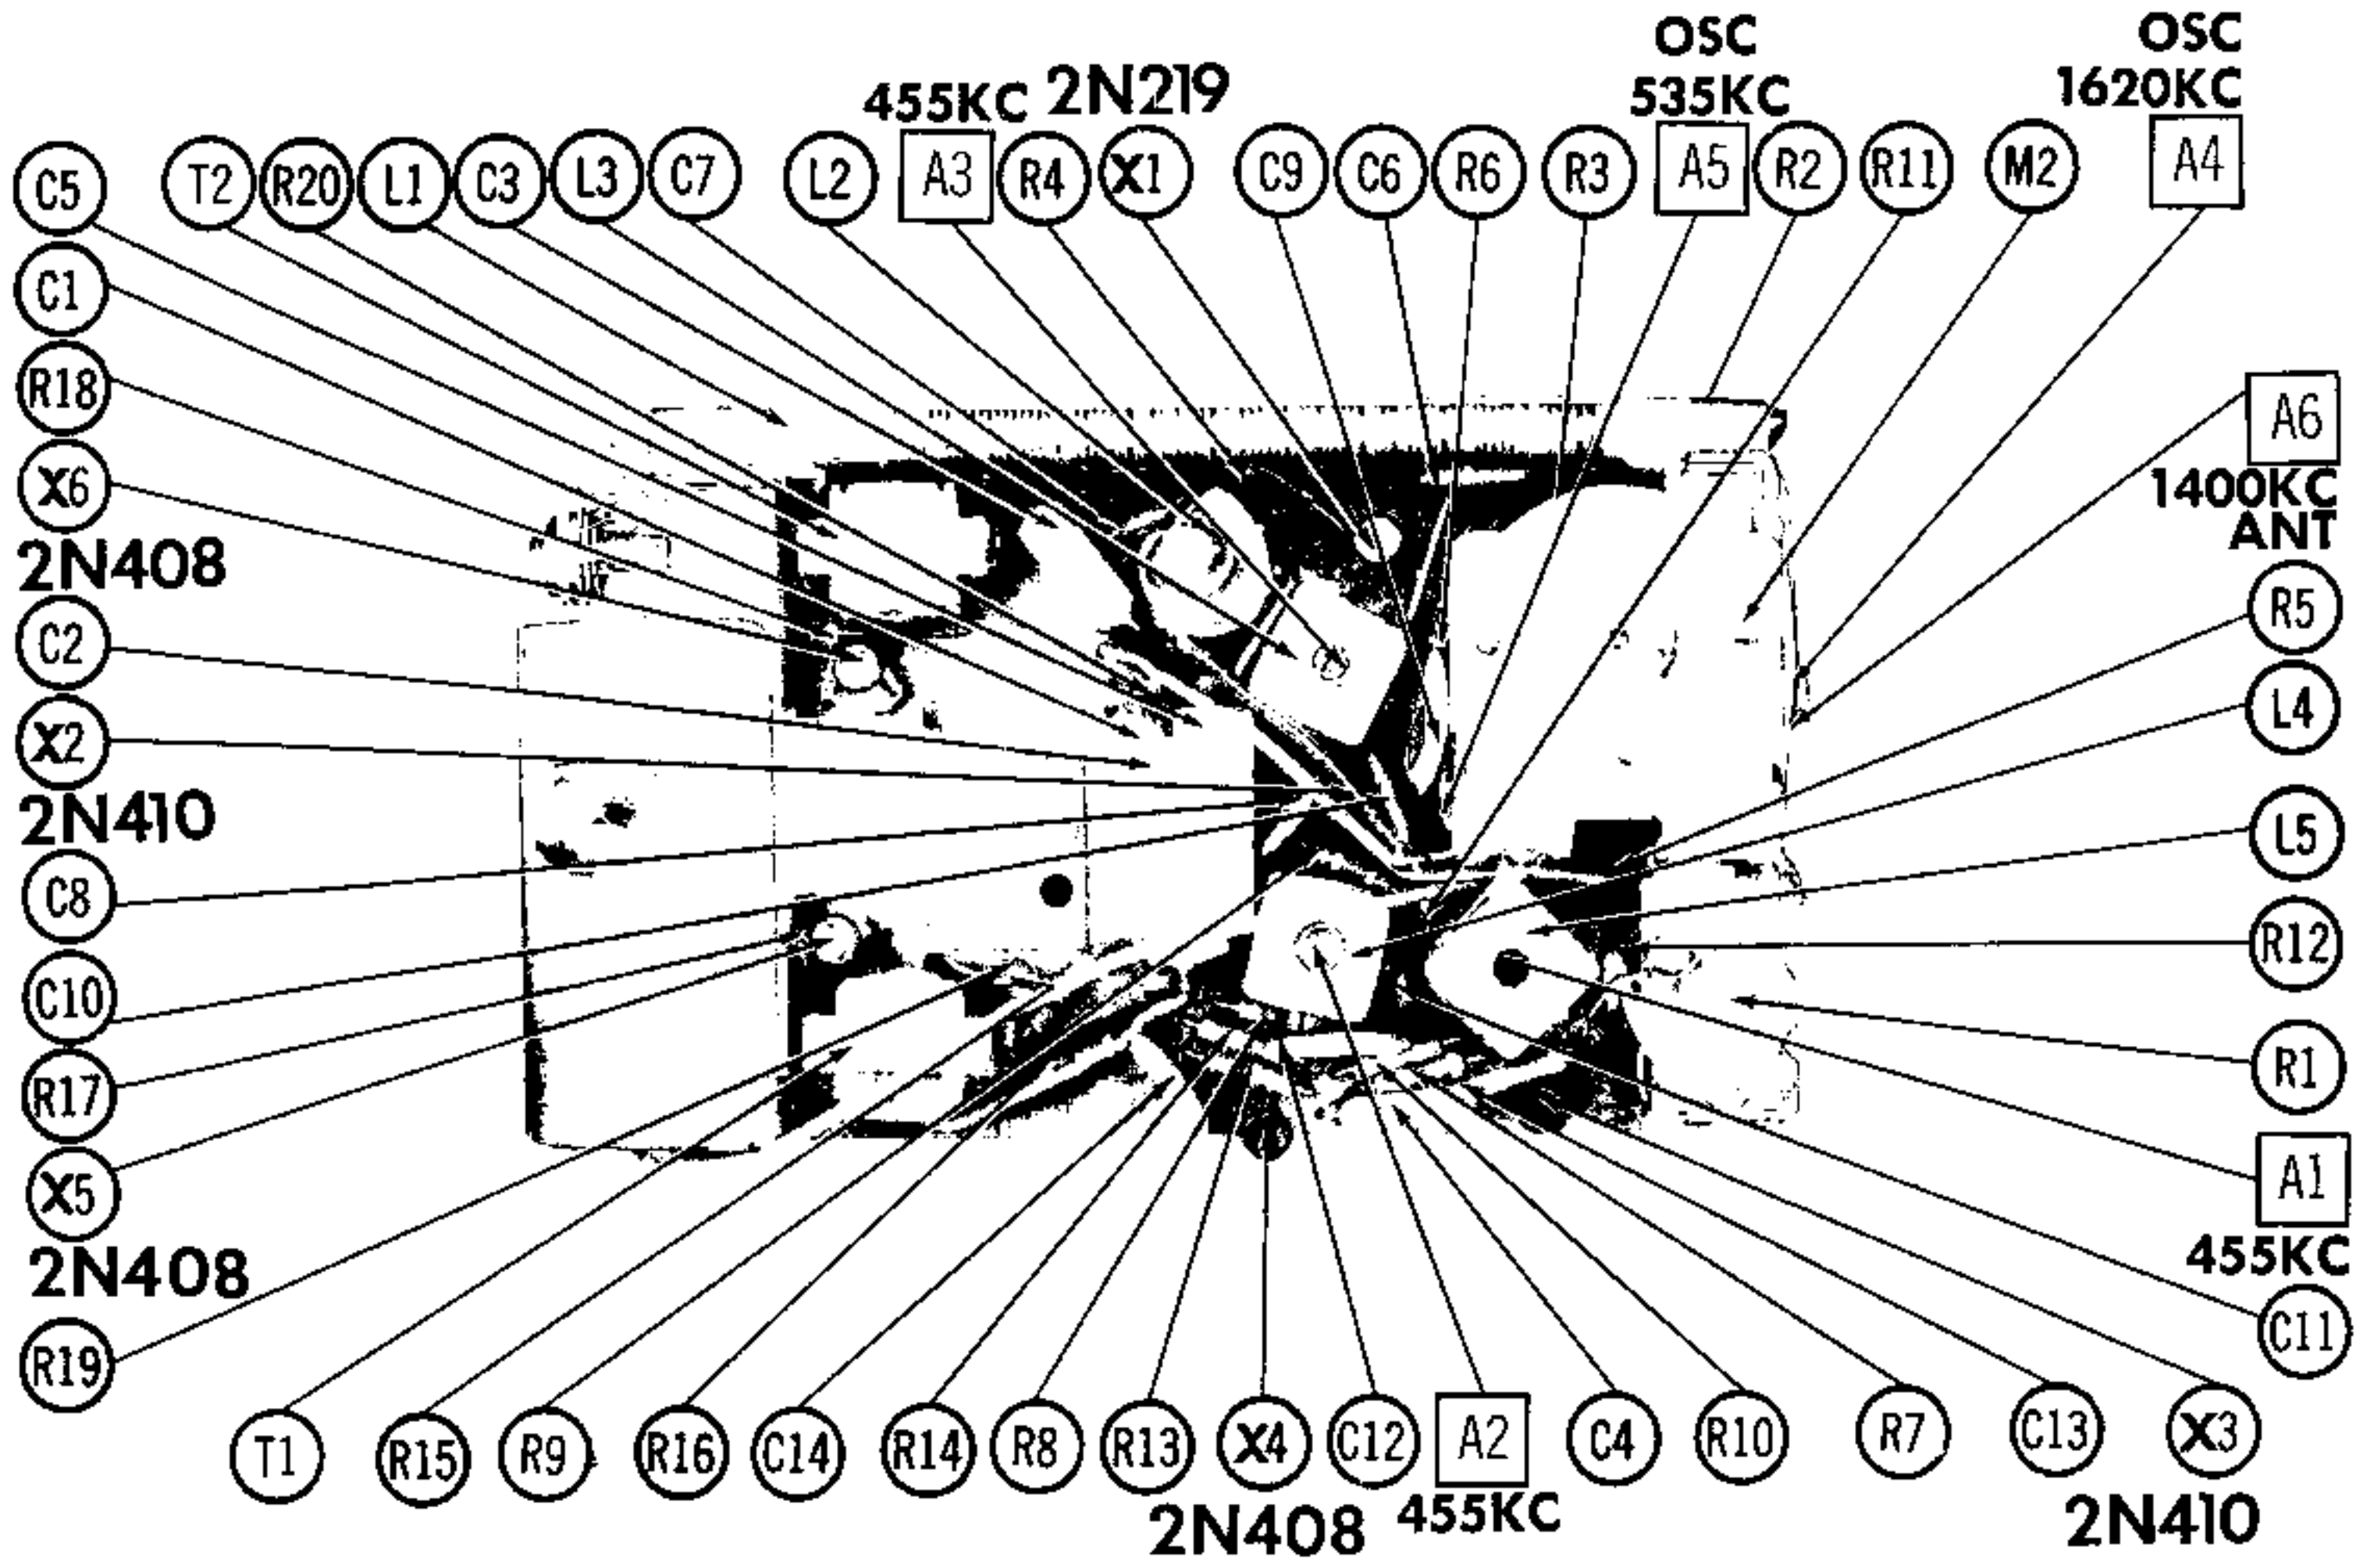 OSC
OSC
455KC 2N219
535KC
1620KC
C5 T2 R20 L1 C3 L3 C7 L2 A3 R4 X1 C9 C6 R6 R3 A5 R2 R11 M2 A4
C1
R18
A6
1400KC
ANT
X6
2N408
R5
C2
L4
X2
2N410
L5
C8
R12
C10
R1
R17
A1
455KC
X5
2N408
C11
R19
T1 R15 R9 R16 C14 R14 R8 R13 X4 C12 A2 C4 R10 R7 C13 X3
2N408
455KC
2N410